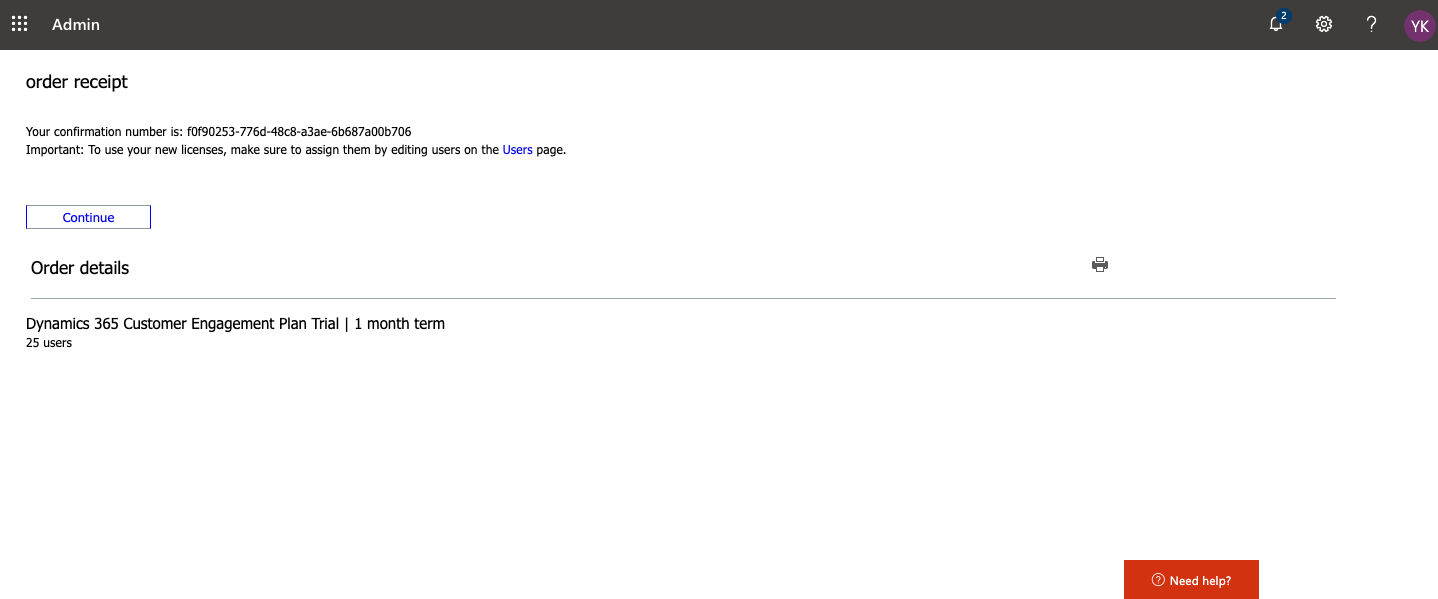 Admin
2
YK
order receipt
Your confirmation number is: f0f90253-776d-48c8-a3ae-6b687a00b706
Important: To use your new licenses, make sure to assign them by editing users on the Users page.
Continue
Order details
Dynamics 365 Customer Engagement Plan Trial | 1 month term
25 users
Need help?